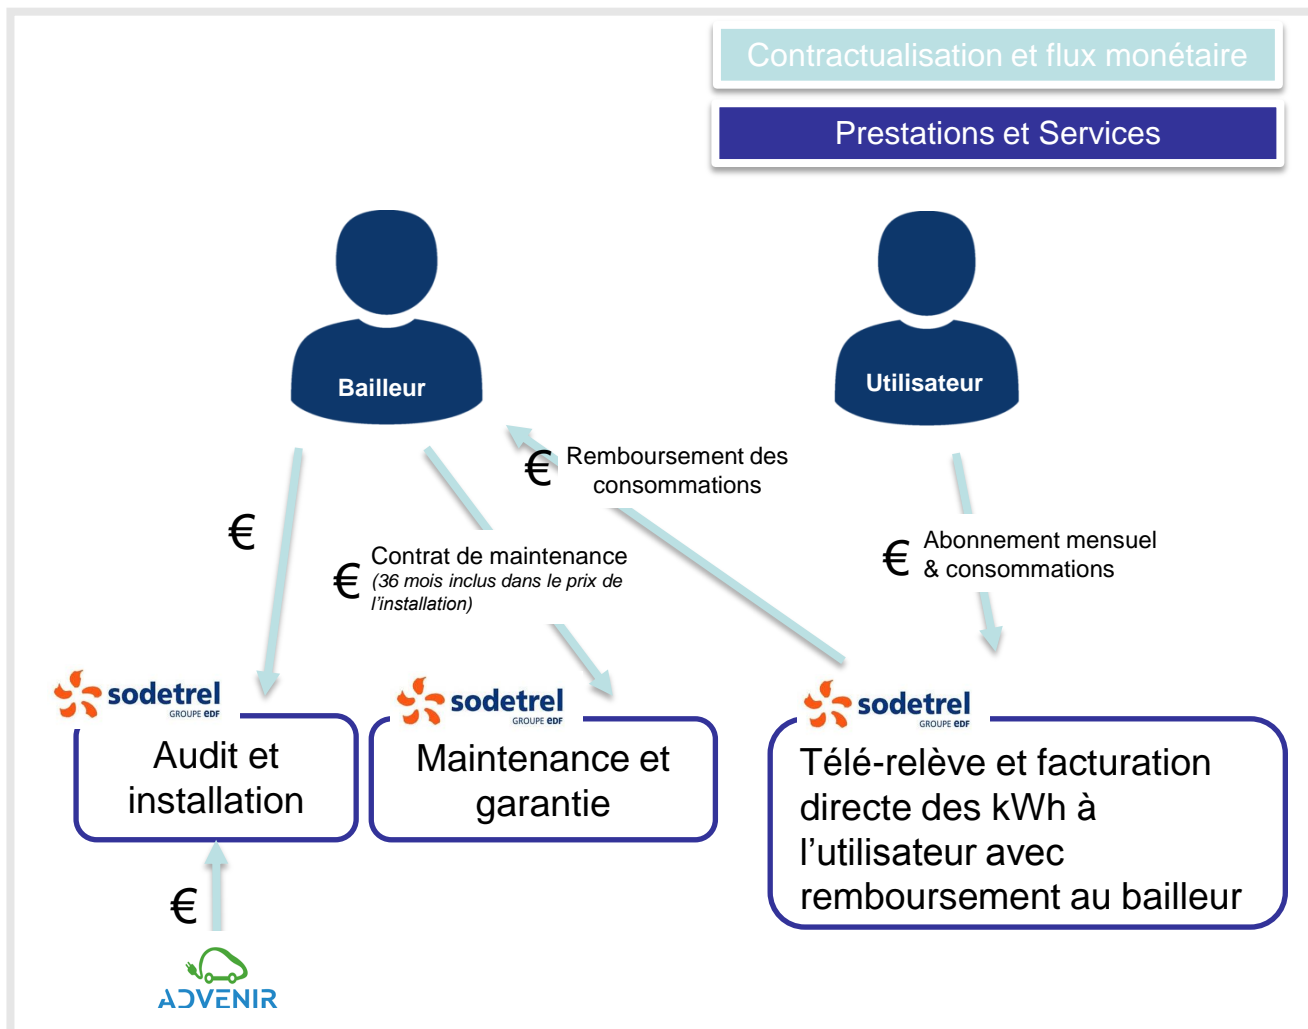 Contractualisation et flux monétaire
Prestations et Services
Bailleur
Utilisateur
€
€ Remboursement des
consommations
€ Contrat de maintenance
(36 mois inclus dans le prix de
l'installation)
€ Abonnement mensuel
& consommations
sodetrel
GROUPE eDF
Audit et
installation
sodetrel
GROUPE eDF
Maintenance et
garantie
sodetrel
GROUPE eDF
Télé-relève et facturation
directe des kWh à
l'utilisateur avec
remboursement au bailleur
€
ADVENIR